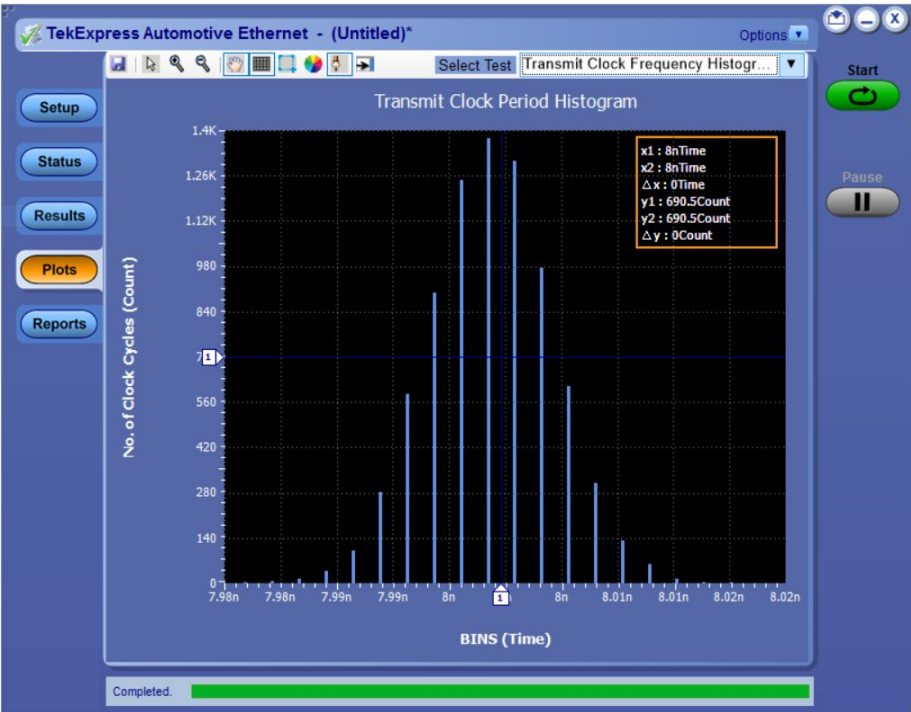 TekExpress Automotive Ethernet - (Untitled)*
Options
X
Select Test Transmit Clock Frequency Histogr...
Start
Pause
Setup
Status
Results
Plots
Reports
Transmit Clock Period Histogram
x1 : 8nTime
x2 : 8nTime
Δx : 0Time
y1 : 690.5Count
y2 : 690.5Count
Δy : 0Count
No. of Clock Cycles (Count)
1.4K
1.26K
1.12K
980
840
1
560
420
280
140
0
7.98n 7.98n 7.99n 7.99n 8n 1 8n 8.01n 8.01n 8.02n 8.02n
BINS (Time)
Completed.